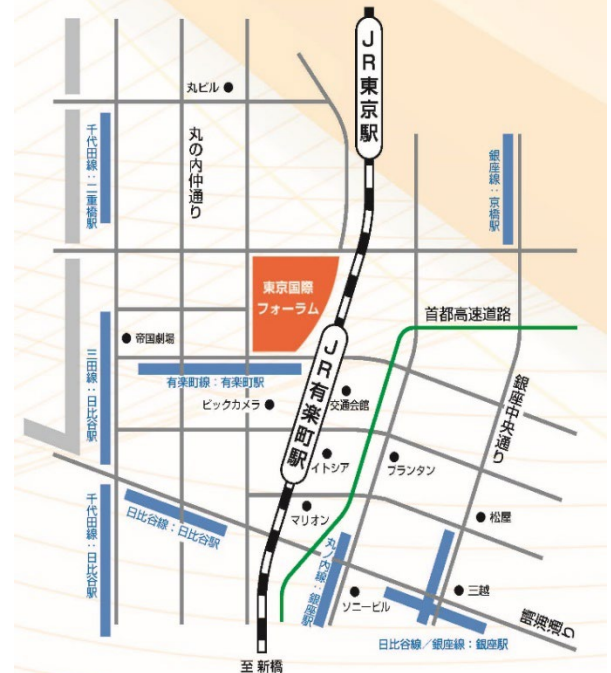 JR東京駅
丸ビル
千代田線：二重橋駅
丸の内仲通り
銀座線：京橋駅
東京国際
フォーラム
首都高速道路
帝国劇場
三田線：日比谷駅
有楽町線：有楽町駅
JR有楽町駅
交通会館
銀座中央通り
ビックカメラ
イトシア
プランタン
マリオン
松屋
日比谷線：日比谷駅
千代田線：日比谷駅
丸ノ内線：銀座駅
ソニービル
三越
晴海通り
日比谷線／銀座線：銀座駅
至 新橋